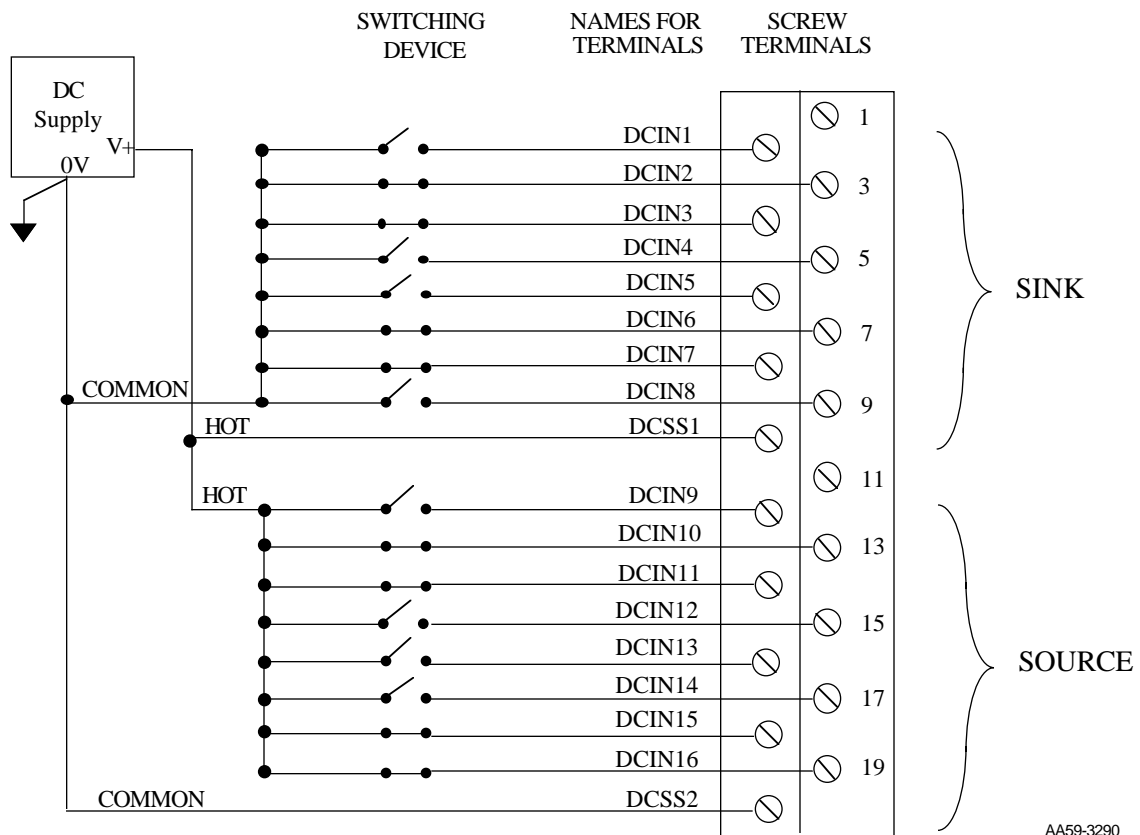 SWITCHING DEVICE
NAMES FOR TERMINALS
SCREW TERMINALS
DC Supply
V+
0V
1
DCIN1
DCIN2
3
DCIN3
DCIN4
5
DCIN5
DCIN6
7
DCIN7
COMMON
DCIN8
9
HOT
DCSS1
SINK
11
HOT
DCIN9
DCIN10
13
DCIN11
DCIN12
15
DCIN13
DCIN14
17
DCIN15
DCIN16
19
SOURCE
COMMON
DCSS2
AA59-3290